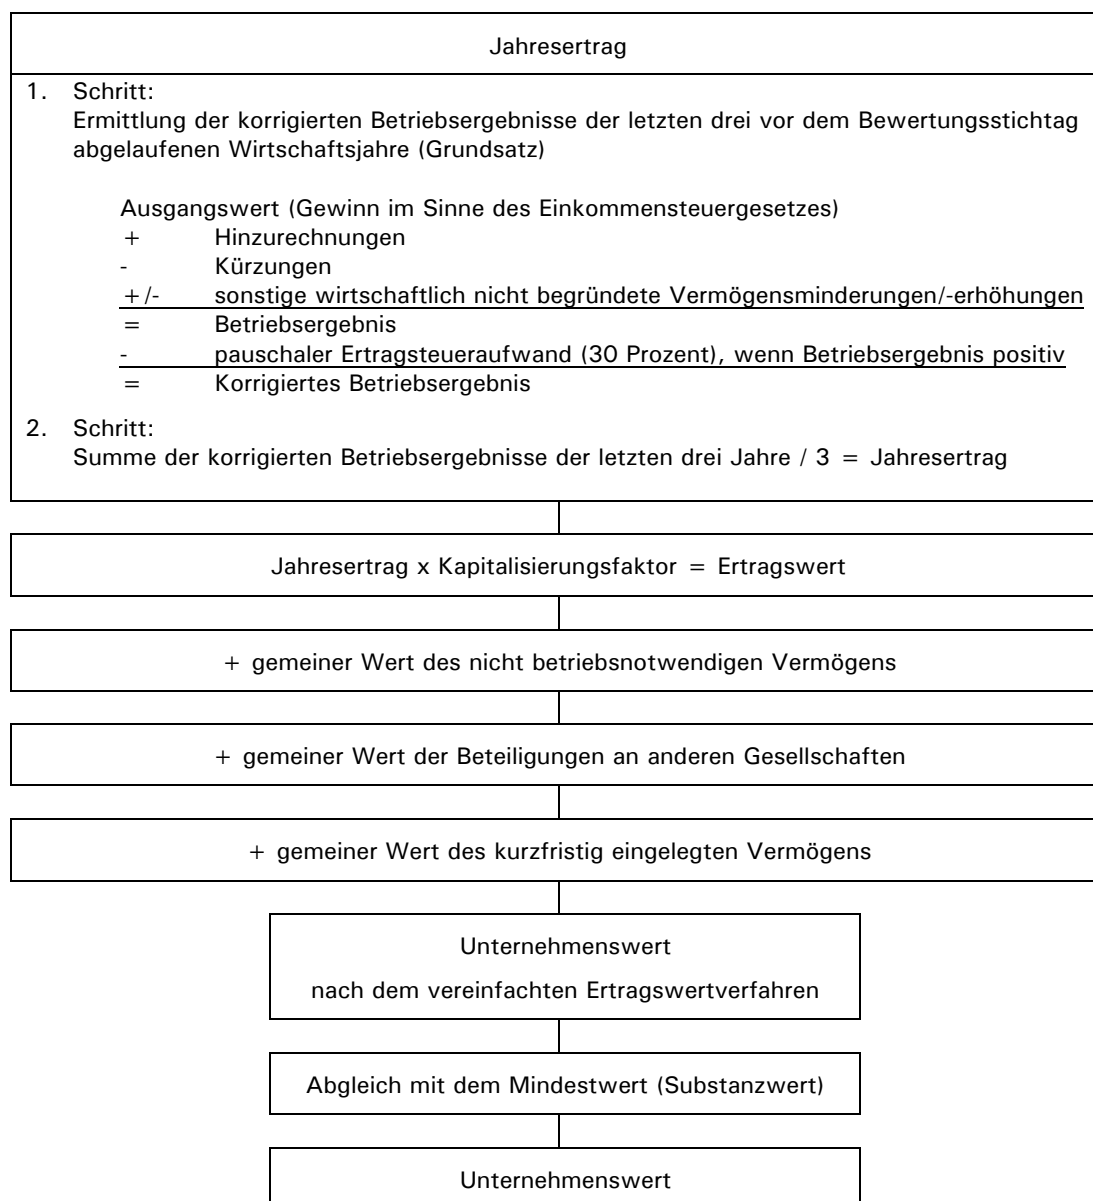 Jahresertrag
1. Schritt:
Ermittlung der korrigierten Betriebsergebnisse der letzten drei vor dem Bewertungsstichtag
abgelaufenen Wirtschaftsjahre (Grundsatz)
Ausgangswert (Gewinn im Sinne des Einkommensteuergesetzes)
+ Hinzurechnungen
- Kürzungen
+/- sonstige wirtschaftlich nicht begründete Vermögensminderungen/-erhöhungen
= Betriebsergebnis
- pauschaler Ertragsteueraufwand (30 Prozent), wenn Betriebsergebnis positiv
= Korrigiertes Betriebsergebnis
2. Schritt:
Summe der korrigierten Betriebsergebnisse der letzten drei Jahre / 3 = Jahresertrag
Jahresertrag x Kapitalisierungsfaktor = Ertragswert
+ gemeiner Wert des nicht betriebsnotwendigen Vermögens
+ gemeiner Wert der Beteiligungen an anderen Gesellschaften
+ gemeiner Wert des kurzfristig eingelegten Vermögens
Unternehmenswert
nach dem vereinfachten Ertragswertverfahren
Abgleich mit dem Mindestwert (Substanzwert)
Unternehmenswert